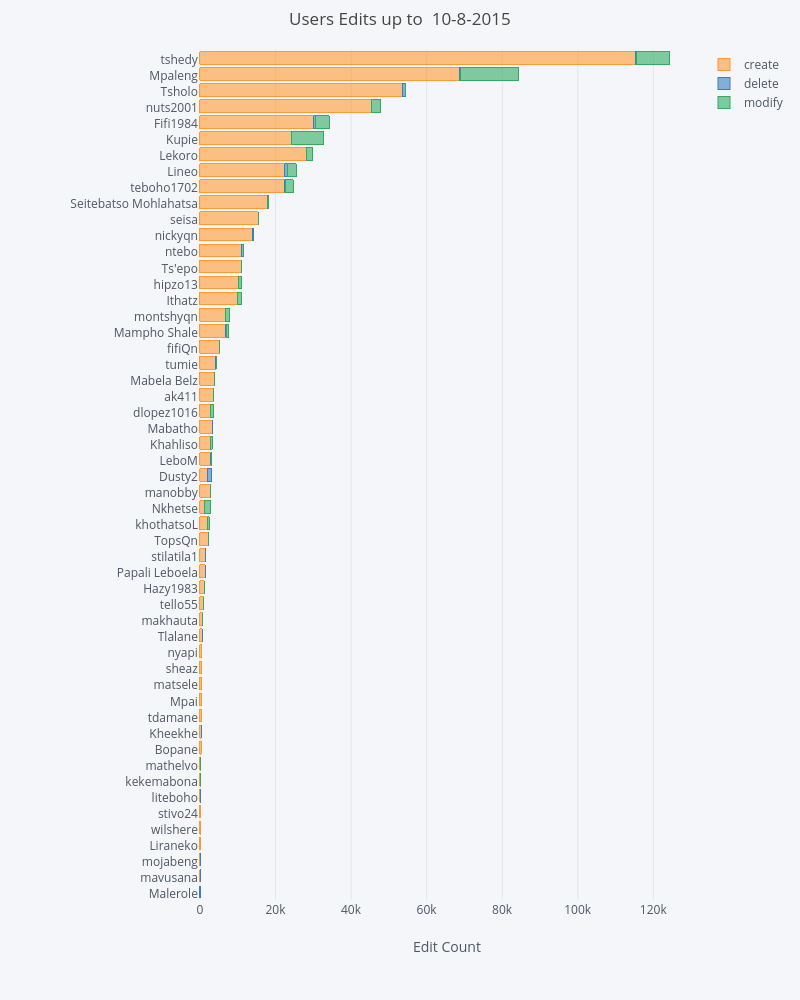 Users Edits up to  10-8-2015
create
delete
modify
tshedy
Mpaleng
Tsholo
nuts2001
Fifi1984
Kupie
Lekoro
Lineo
teboho1702
Seitebatso Mohlahatsa
seisa
nickyqn
ntebo
Ts'epo
hipzo13
Ithatz
montshyqn
Mampho Shale
fifiQn
tumie
Mabela Belz
ak411
dlopez1016
Mabatho
Khahliso
LeboM
Dusty2
manobby
Nkhetse
khothatsoL
TopsQn
stilatila1
Papali Leboela
Hazy1983
tello55
makhauta
Tlalane
nyapi
sheaz
matsele
Mpai
tdamane
Kheekhe
Bopane
mathelvo
kekemabona
liteboho
stivo24
wilshere
Liraneko
mojabeng
mavusana
Malerole
0 20k 40k 60k 80k 100k 120k
Edit Count